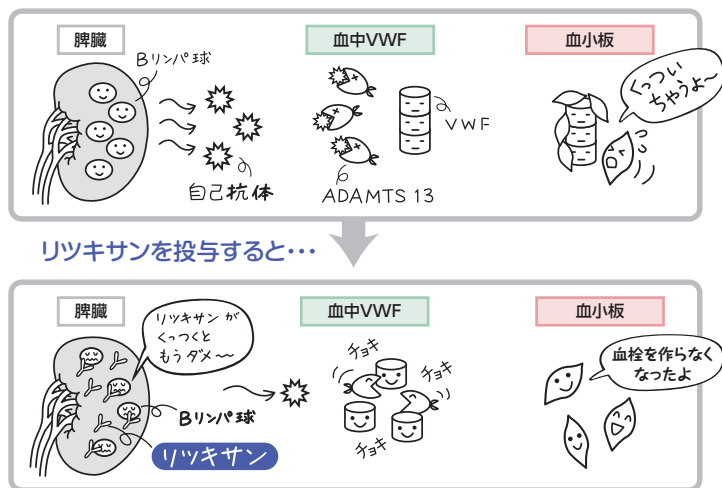 脾臓
血中VWF
血小板
Bリンパ球
自己抗体
VWF
ADAMTS 13
くっつい
ちゃうよ〜
リツキサンを投与すると・・・
脾臓
血中VWF
血小板
リツキサンが
くっつくと
もうダメ〜〜
Bリンパ球
リツキサン
チョキ
チョキ
チョキ
血栓を作らなく
なったよ